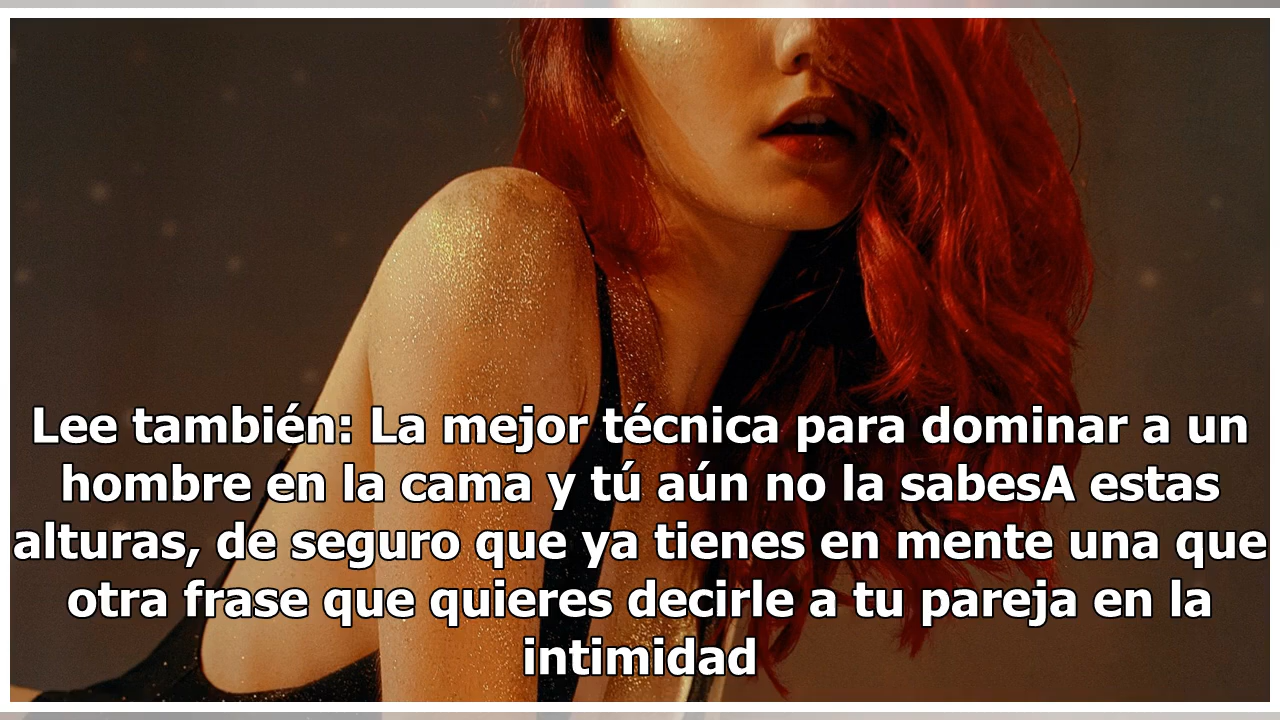 Lee también: La mejor técnica para dominar a un
hombre en la cama y tú aún no la sabesA estas
alturas, de seguro que ya tienes en mente una que
otra frase que quieres decirle a tu pareja en la
intimidad